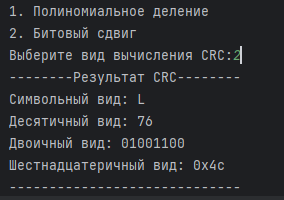 1. Полиномиальное деление
2. Битовый сдвиг
Выберите вид вычисления CRC:2
--------Результат CRC--------
Символьный вид: L
Десятичный вид: 76
Двоичный вид: 01001100
Шестнадцатеричный вид: 0x4c
-----------------------------